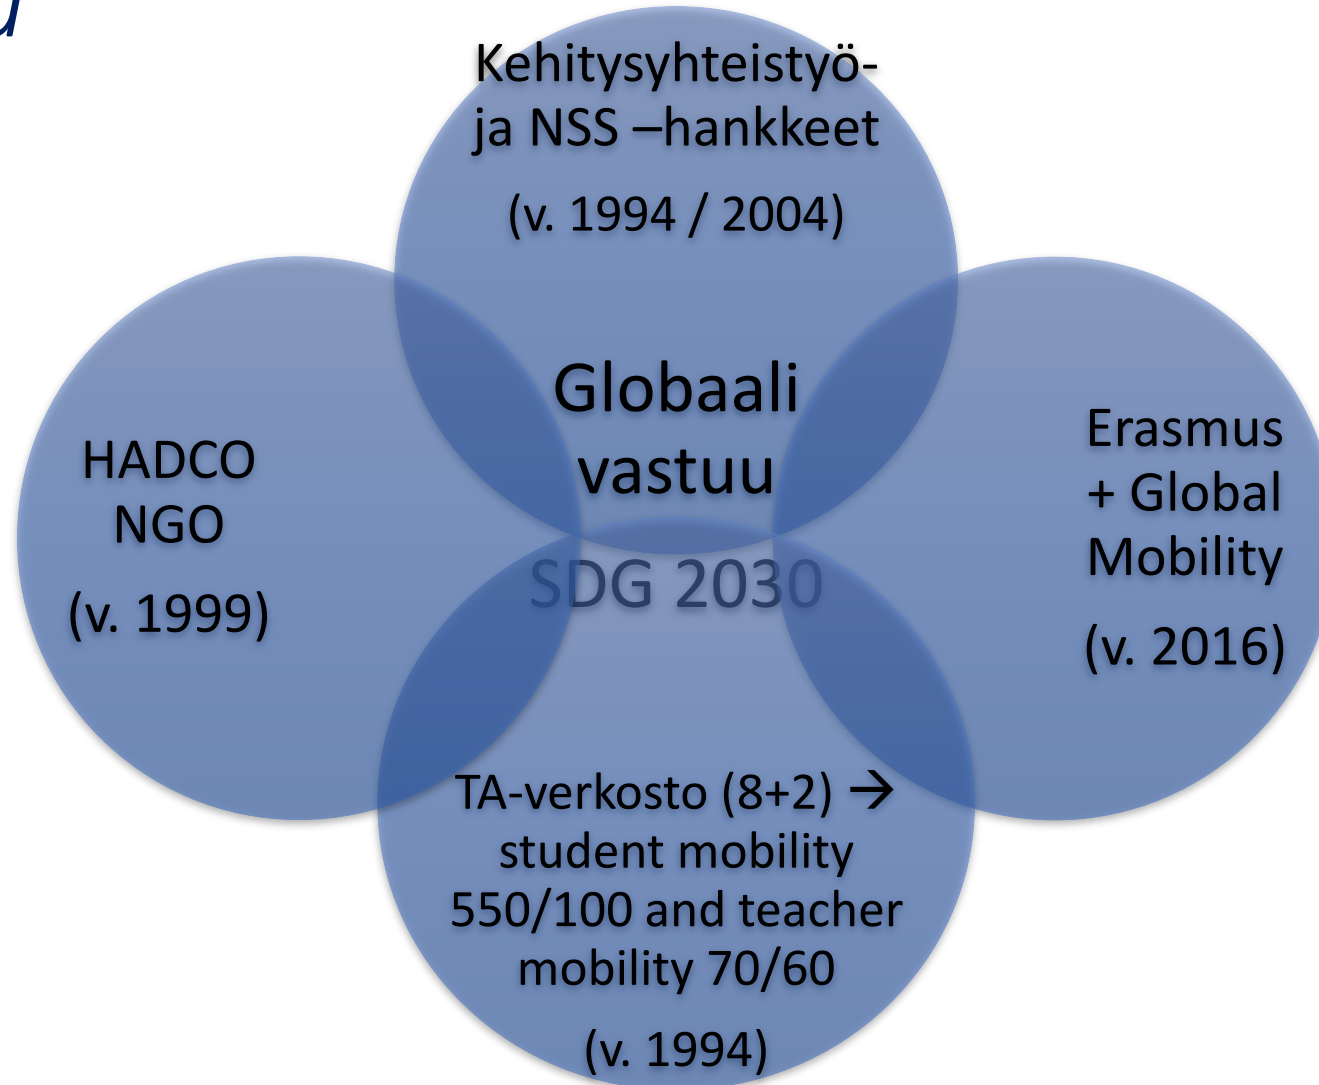 Kehitysyhteistyö-
ja NSS –hankkeet
(v. 1994 / 2004)
Globaali
vastuu
SDG 2030
HADCO
NGO
(v. 1999)
Erasmus
+ Global
Mobility
(v. 2016)
TA-verkosto (8+2) →
student mobility
550/100 and teacher
mobility 70/60
(v. 1994)